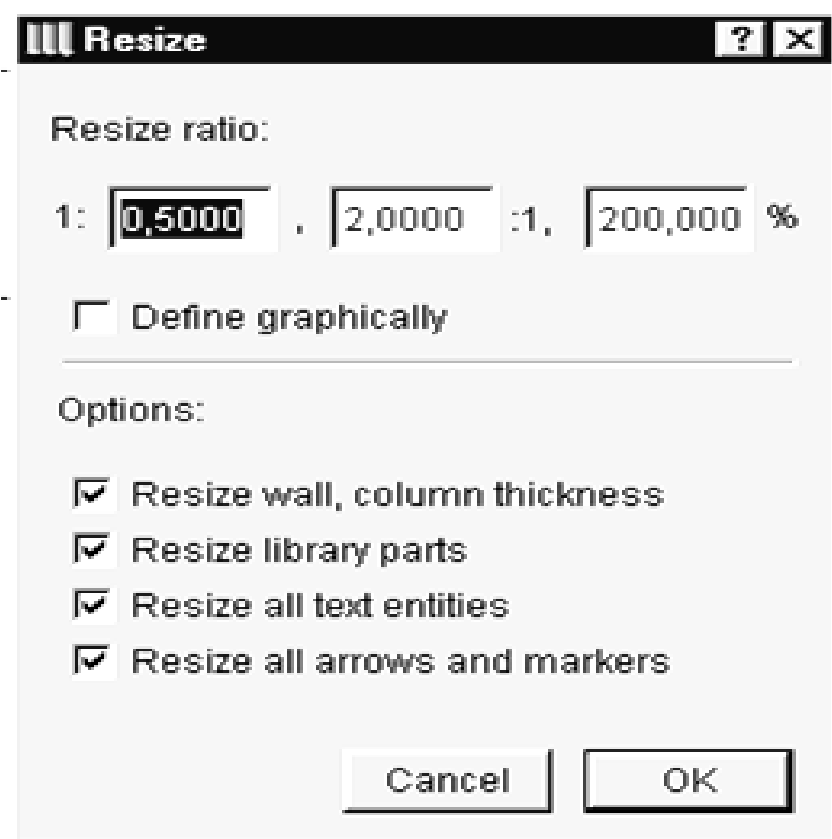 Resize ? ×
Resize ratio:
1: 0,5000 , 2,0000 :1, 200,000 %
Define graphically
Options:
Resize wall, column thickness
Resize library parts
Resize all text entities
Resize all arrows and markers
Cancel OK